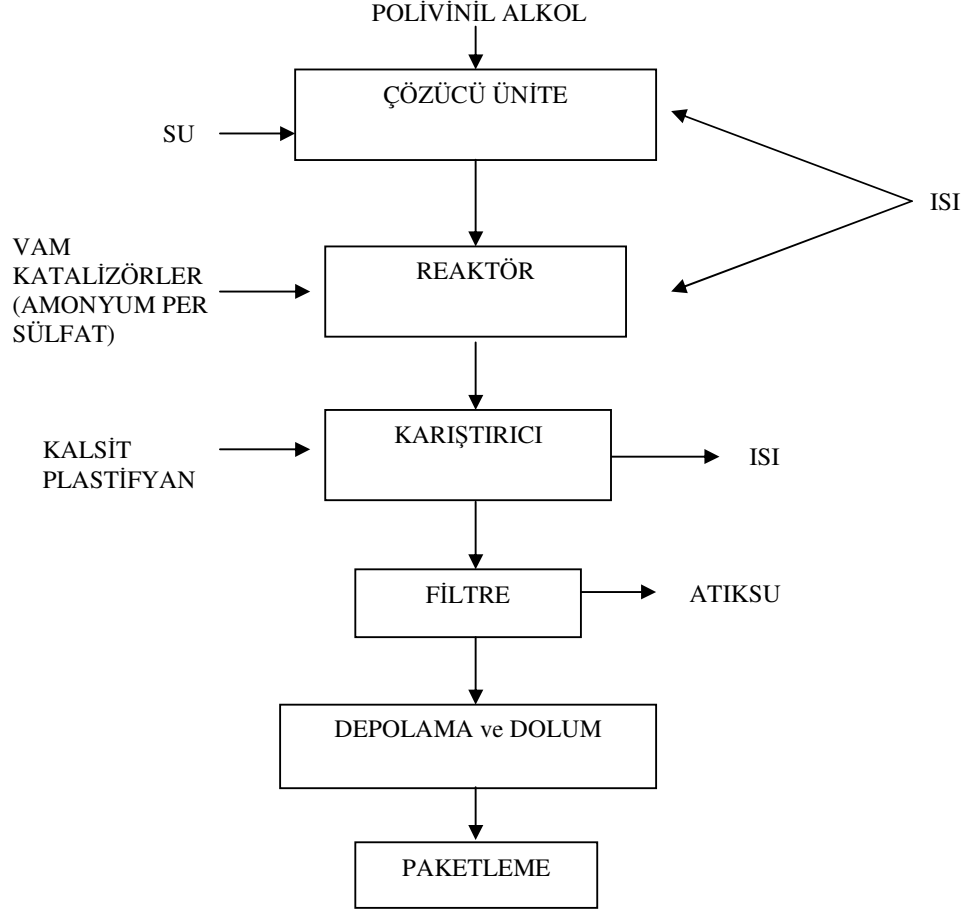 POLİVİNİL ALKOL
ÇÖZÜCÜ ÜNİTE
SU
ISI
VAM
KATALİZÖRLER
(AMONYUM PER
SÜLFAT)
REAKTÖR
KARIŞTIRICI
KALSİT
PLASTİFYAN
ISI
FİLTRE
ATIKSU
DEPOLAMA ve DOLUM
PAKETLEME